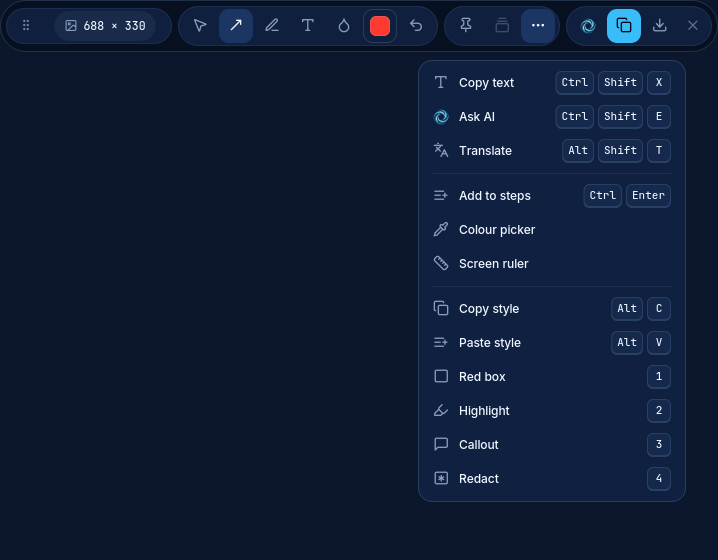 688 × 330
Copy text Ctrl Shift X
Ask AI Ctrl Shift E
Translate Alt Shift T
Add to steps Ctrl Enter
Colour picker
Screen ruler
Copy style Alt C
Paste style Alt V
Red box 1
Highlight 2
Callout 3
Redact 4